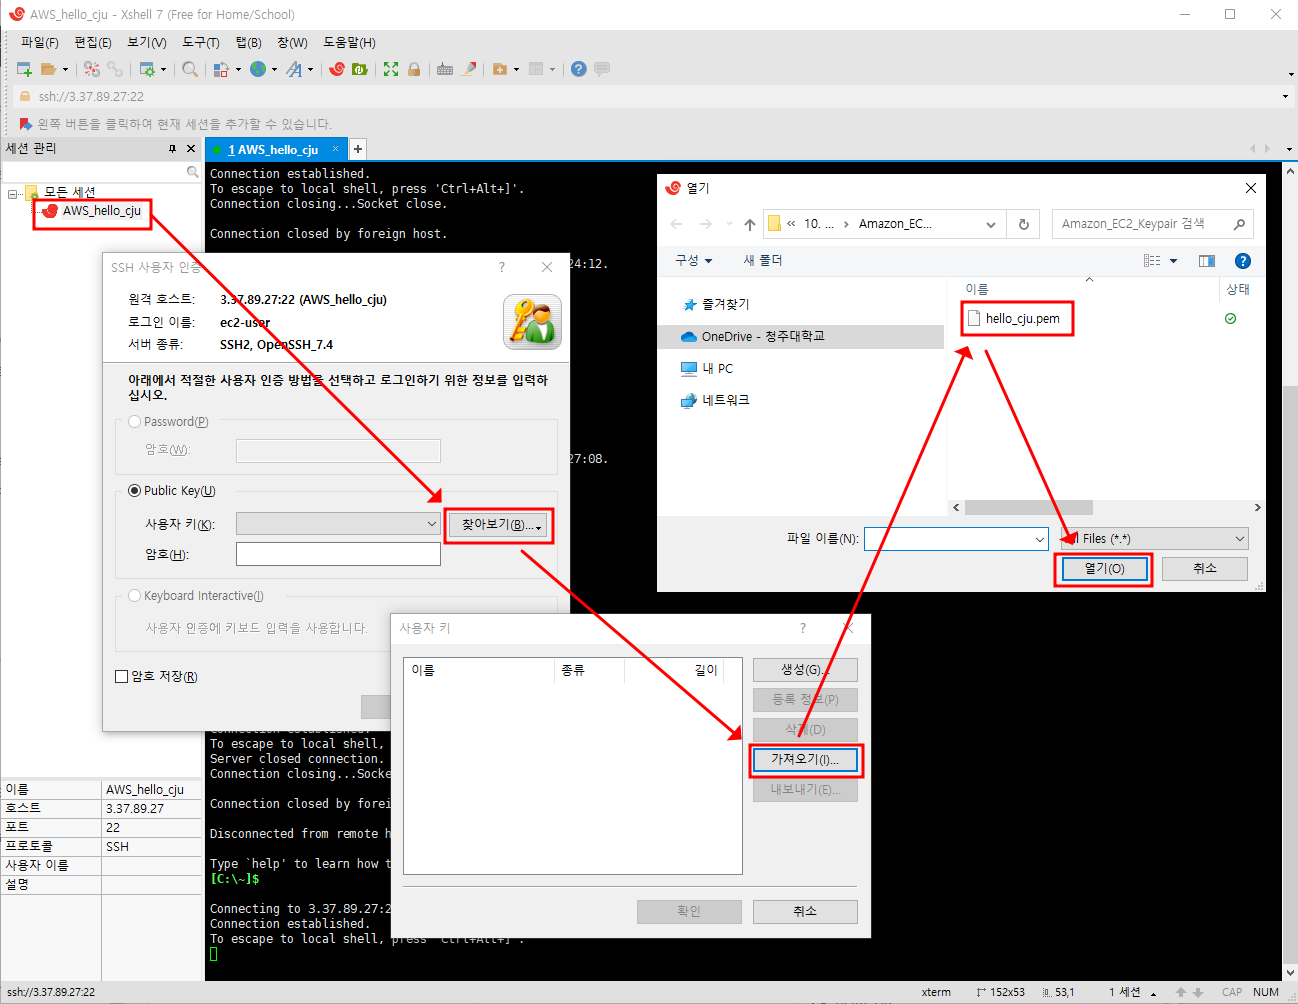 AWS_hello_cju - Xshell 7 (Free for Home/School)
파일(F) 편집(E) 보기(V) 도구(T) 탭(B) 창(W) 도움말(H)
ssh://3.37.89.27:22
왼쪽 버튼을 클릭하여 현재 세션을 추가할 수 있습니다.
세션 관리
1 AWS_hello_cju
모든 세션
AWS_hello_cju
Connection established.
To escape to local shell, press 'Ctrl+Alt+]'.
Connection closing...Socket close.
Connection closed by foreign host.
24:12.
27:08.
SSH 사용자 인증
원격 호스트: 3.37.89.27:22 (AWS_hello_cju)
로그인 이름: ec2-user
서버 종류: SSH2, OpenSSH_7.4
아래에서 적절한 사용자 인증 방법을 선택하고 로그인하기 위한 정보를 입력하
십시오.
Password(P)
암호(W):
Public Key(U)
사용자 키(K): 찾아보기(B)...
암호(H):
Keyboard Interactive(I)
사용자 인증에 키보드 입력을 사용합니다.
암호 저장(R)
열기
« 10. ... › Amazon_EC... Amazon_EC2_Keypair 검색
구성 새 폴더
이름 상태
즐겨찾기
OneDrive - 청주대학교
내 PC
네트워크
hello_cju.pem
파일 이름(N): Files (*.*)
열기(O) 취소
사용자 키
이름 종류 길이
생성(G)...
등록 정보(P)
삭제(D)
가져오기(I)...
내보내기(E)...
확인 취소
Connection established.
To escape to local shell,
Server closed connection.
Connection closing...Socke
Connection closed by forei
Disconnected from remote h
Type `help' to learn how t
[C:\~]$
Connecting to 3.37.89.27:2
Connection established.
To escape to local shell, press 'Ctrl+Alt+]'.
이름 AWS_hello_cju
호스트 3.37.89.27
포트 22
프로토콜 SSH
사용자 이름
설명
ssh://3.37.89.27:22 xterm 152x53 53,1 1 세션 CAP NUM